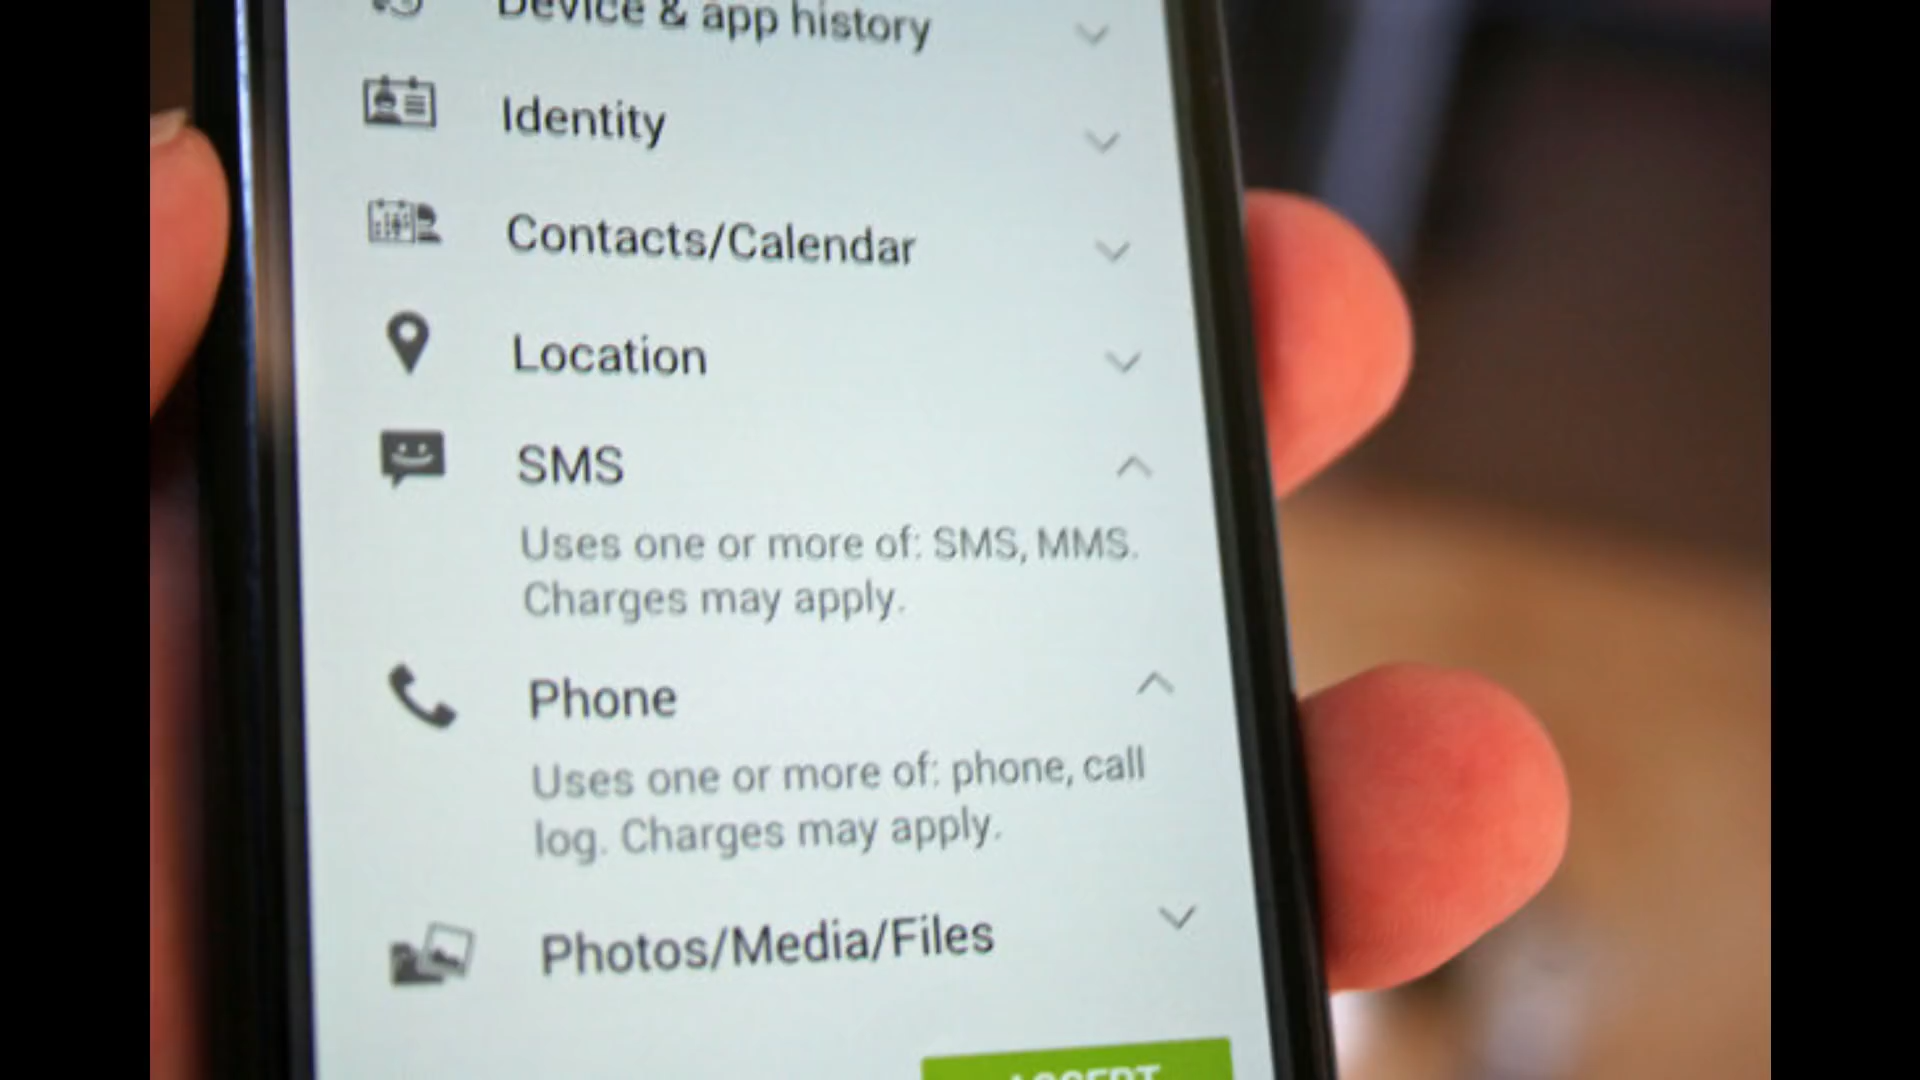 Device & app history
Identity
Contacts/Calendar
Location
SMS
Uses one or more of: SMS, MMS.
Charges may apply.
Phone
Uses one or more of: phone, call
log. Charges may apply.
Photos/Media/Files
ACCEPT